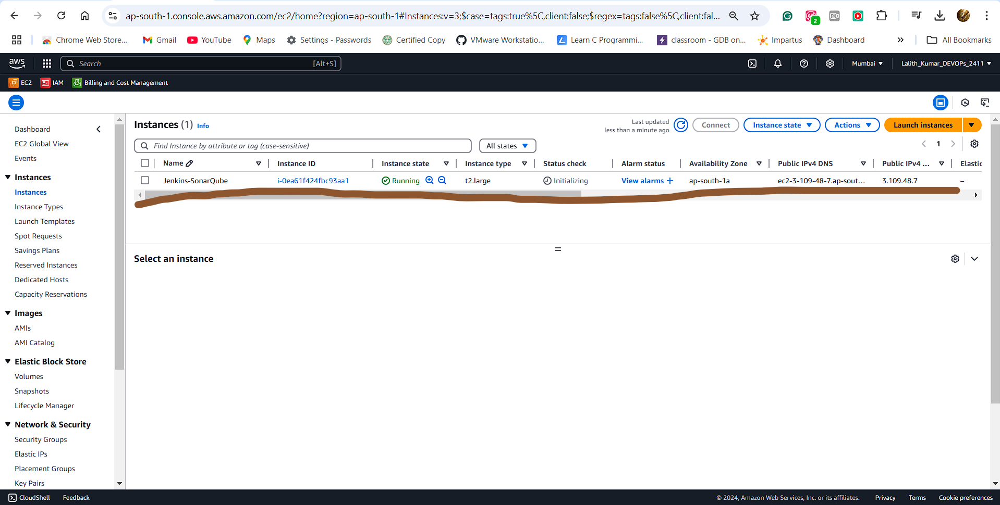 ap-south-1.console.aws.amazon.com/ec2/home?region=ap-south-1#Instances:v=3;$case=tags:true%5C,client:false;$regex=tags:false%5C,client:fal...
2
Chrome Web Store... Gmail YouTube Maps Settings - Passwords Certified Copy VMware Workstatio... Learn C Programmi... classroom - GDB on... Impartus Dashboard » All Bookmarks
aws Search [Alt+S] Mumbai Lalith_Kumar_DEVOPs_2411
EC2 IAM Billing and Cost Management
Dashboard
EC2 Global View
Events
Instances
Instances
Instance Types
Launch Templates
Spot Requests
Savings Plans
Reserved Instances
Dedicated Hosts
Capacity Reservations
Images
AMIs
AMI Catalog
Elastic Block Store
Volumes
Snapshots
Lifecycle Manager
Network & Security
Security Groups
Elastic IPs
Placement Groups
Key Pairs
Instances (1) Info
Last updated
less than a minute ago
Connect Instance state Actions Launch instances
Find Instance by attribute or tag (case-sensitive) All states 1
Name Instance ID Instance state Instance type Status check Alarm status Availability Zone Public IPv4 DNS Public IPv4 ... Elastic
Jenkins-SonarQube i-0ea61f424fbc93aa1 Running t2.large Initializing View alarms + ap-south-1a ec2-3-109-48-7.ap-sout... 3.109.48.7 –
Select an instance
CloudShell Feedback © 2024, Amazon Web Services, Inc. or its affiliates. Privacy Terms Cookie preferences